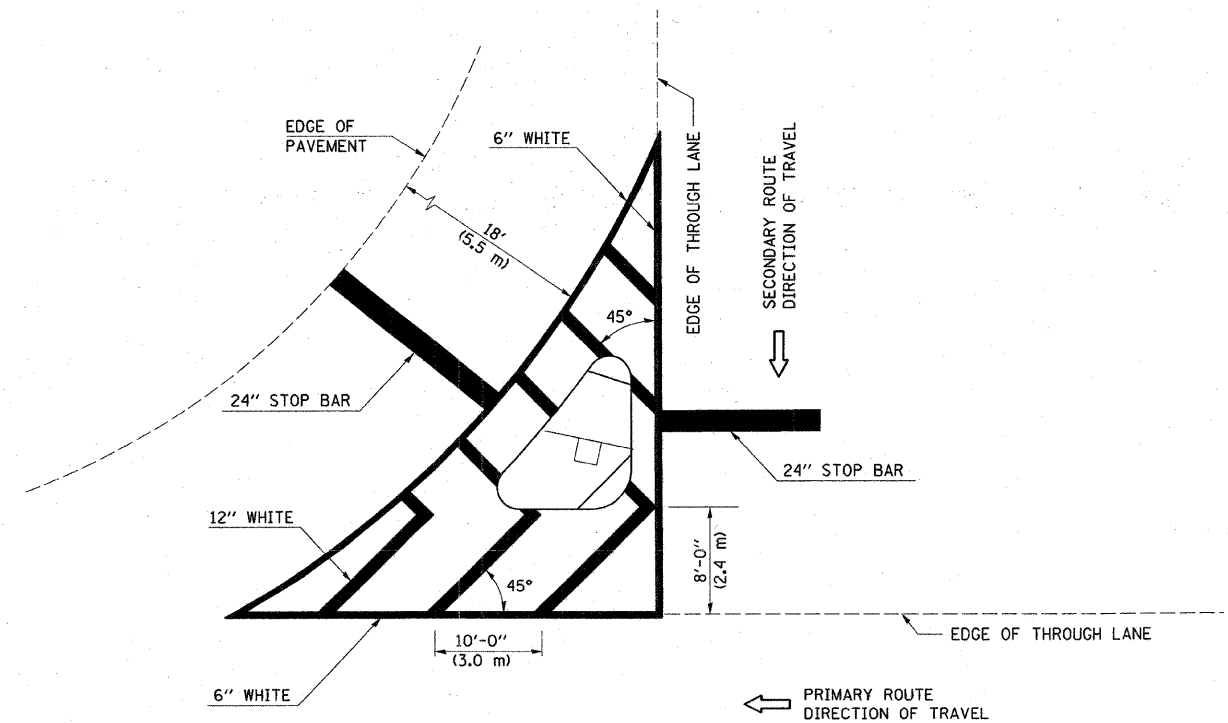 EDGE OF
PAVEMENT
6" WHITE
EDGE OF THROUGH LANE
SECONDARY ROUTE
DIRECTION OF TRAVEL
18'
(5.5 m)
45°
24" STOP BAR
24" STOP BAR
12" WHITE
8'-0"
(2.4 m)
45°
10'-0"
(3.0 m)
EDGE OF THROUGH LANE
6" WHITE
PRIMARY ROUTE
DIRECTION OF TRAVEL